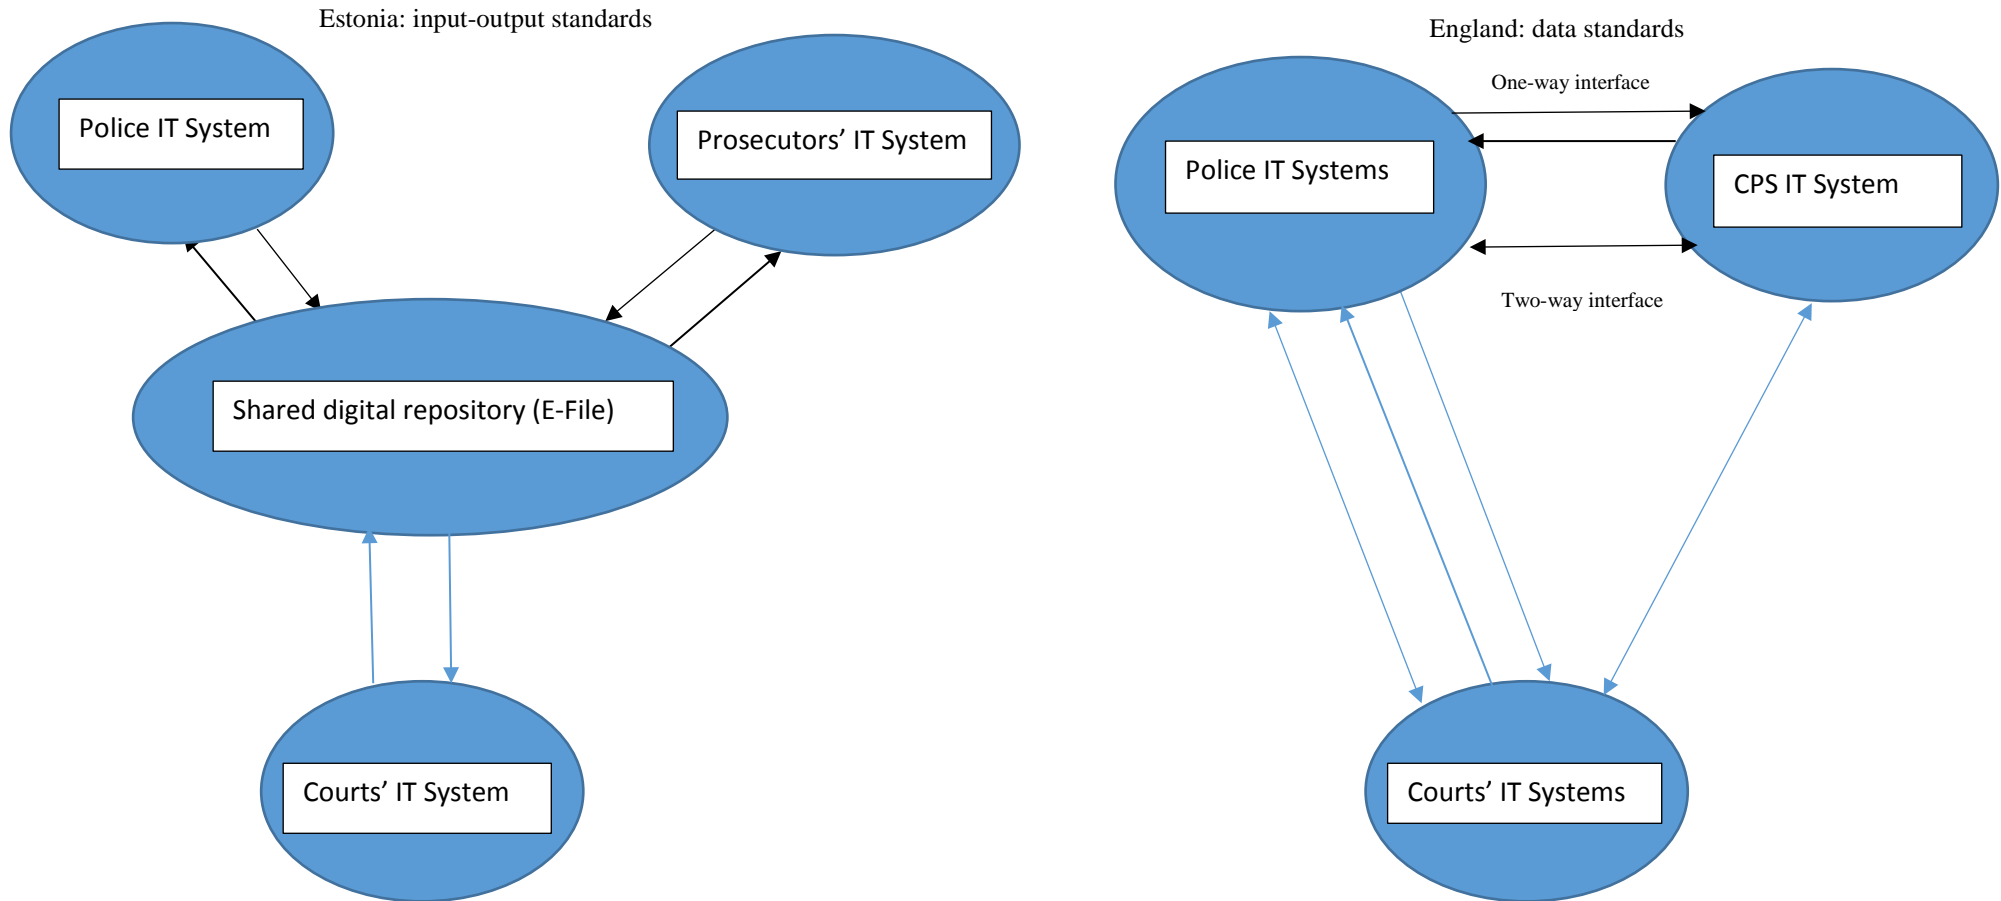 Estonia: input-output standards
Police IT System
Prosecutors’ IT System
Shared digital repository (E-File)
Courts’ IT System
England: data standards
One-way interface
Police IT Systems
CPS IT System
Two-way interface
Courts’ IT Systems